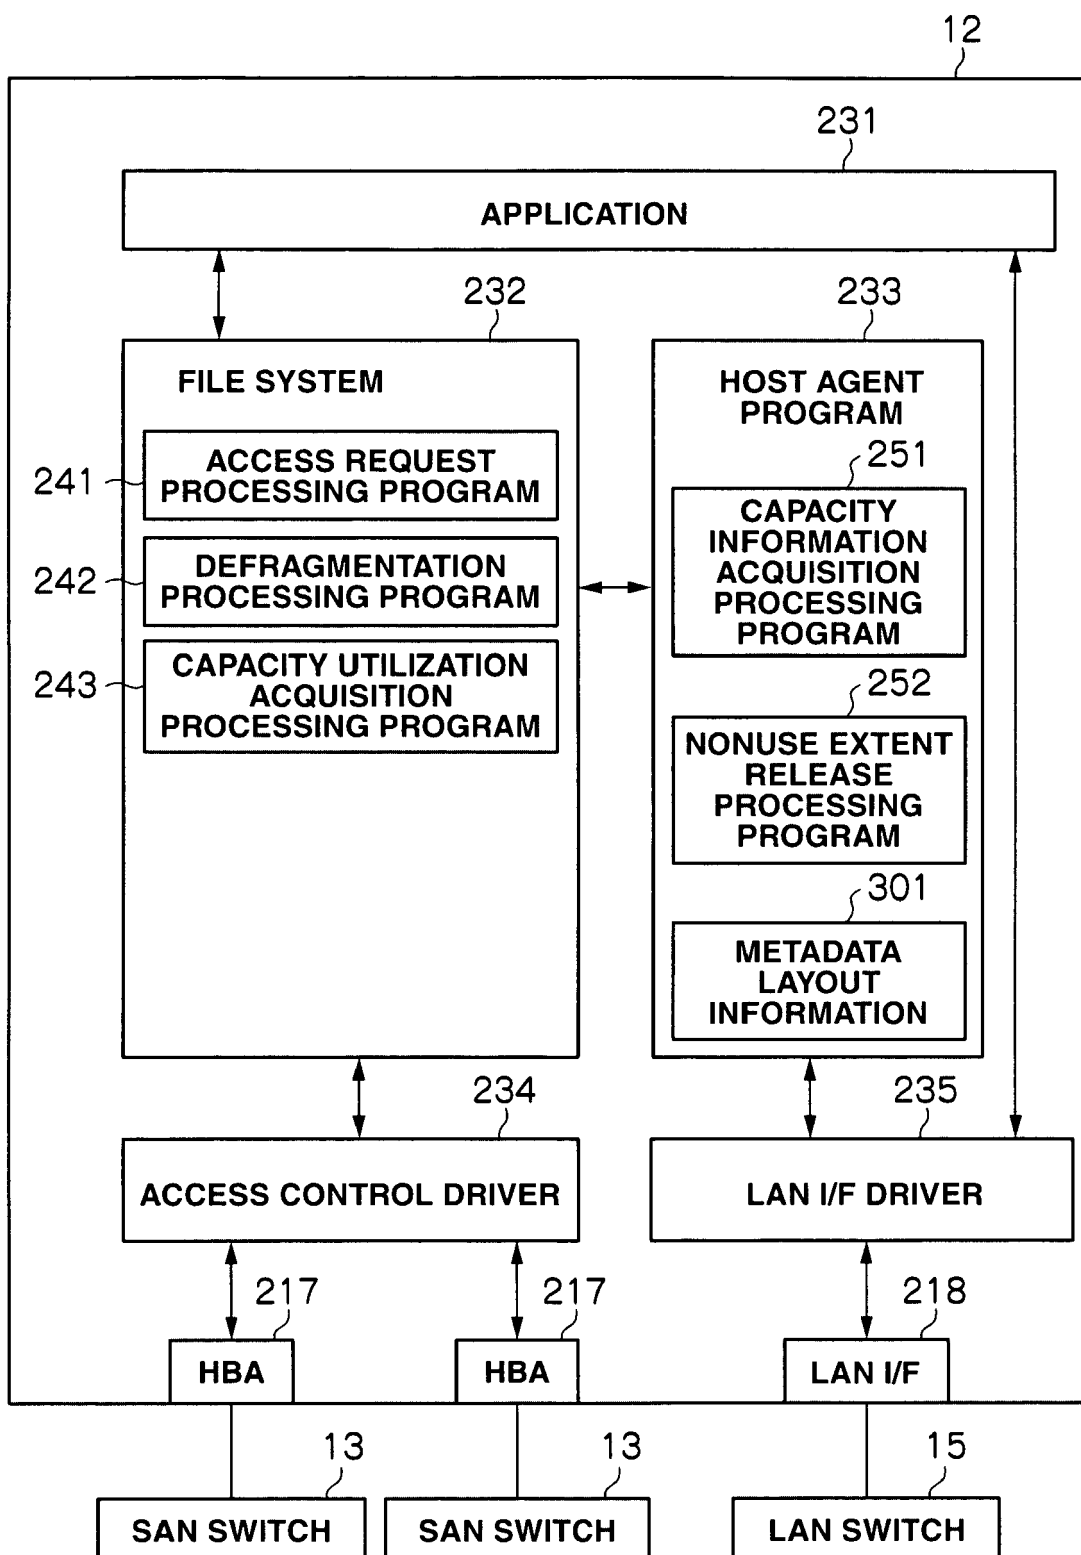 12
231
APPLICATION
232
233
FILE SYSTEM
HOST AGENT
PROGRAM
241
ACCESS REQUEST
PROCESSING PROGRAM
251
CAPACITY
INFORMATION
ACQUISITION
PROCESSING
PROGRAM
242
DEFRAGMENTATION
PROCESSING PROGRAM
243
CAPACITY UTILIZATION
ACQUISITION
PROCESSING PROGRAM
252
NONUSE EXTENT
RELEASE
PROCESSING
PROGRAM
301
METADATA
LAYOUT
INFORMATION
234
235
ACCESS CONTROL DRIVER
LAN I/F DRIVER
217
217
218
HBA
HBA
LAN I/F
13
13
15
SAN SWITCH
SAN SWITCH
LAN SWITCH